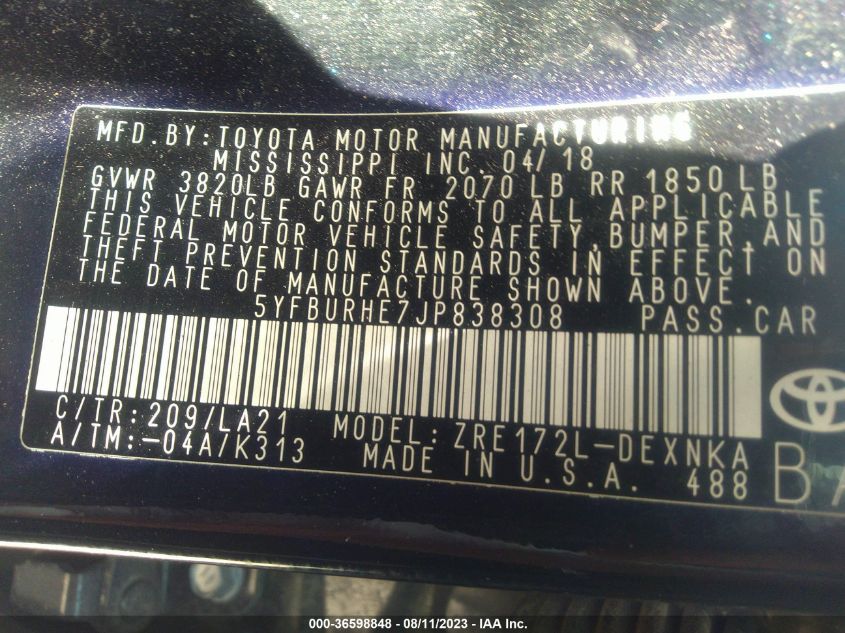 MFD.BY:TOYOTA MOTOR MANUFACTURING
MISSISSIPPI INC. 04/18
GVWR 3820LB GAWR FR 2070LB RR 1850LB
THIS VEHICLE CONFORMS TO ALL APPLICABLE
FEDERAL MOTOR VEHICLE SAFETY,BUMPER,AND
THEFT PREVENTION STANDARDS IN EFFECT ON
THE DATE OF MANUFACTURE SHOWN ABOVE.
5YFBURHE7JP838308 PASS.CAR
C/TR:209/LA21 MODEL:ZRE172L-DEXNKA
A/TM:-04A/K313 MADE IN U.S.A. 488
000-36598848 - 08/11/2023 - IAA Inc.